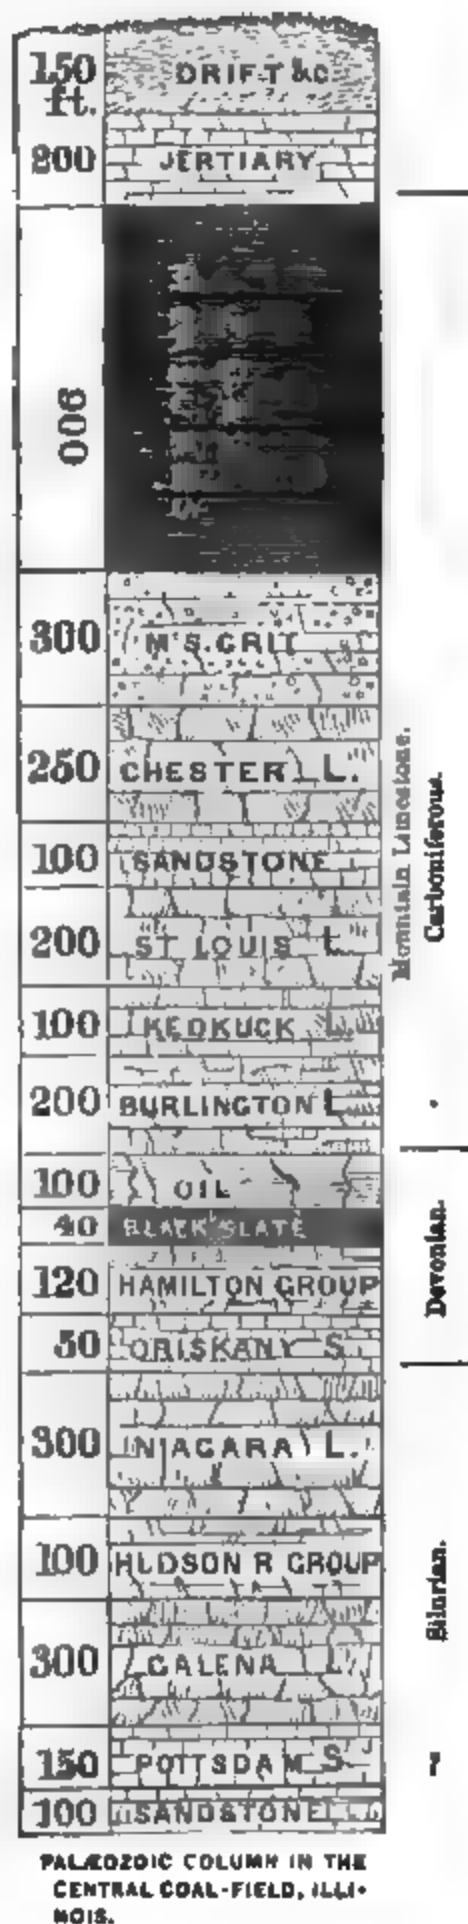 150 DRIFT &C
ft.
200 TERTIARY
900
300 M'S. GRIT
250 CHESTER L.
100 SANDSTONE
200 ST LOUIS L
100 KEOKUCK L
200 BURLINGTON L
100 OIL
40 BLACK SLATE
120 HAMILTON GROUP
50 ORISKANY S
300 NIAGARA L.
100 HUDSON R GROUP
300 GALENA L
150 POTTSDAM S
100 SANDSTONE
Mountain Limestone.
Carboniferous.
Devonian.
Silurian.
PALÆOZOIC COLUMN IN THE
CENTRAL COAL-FIELD, ILLI-
NOIS.